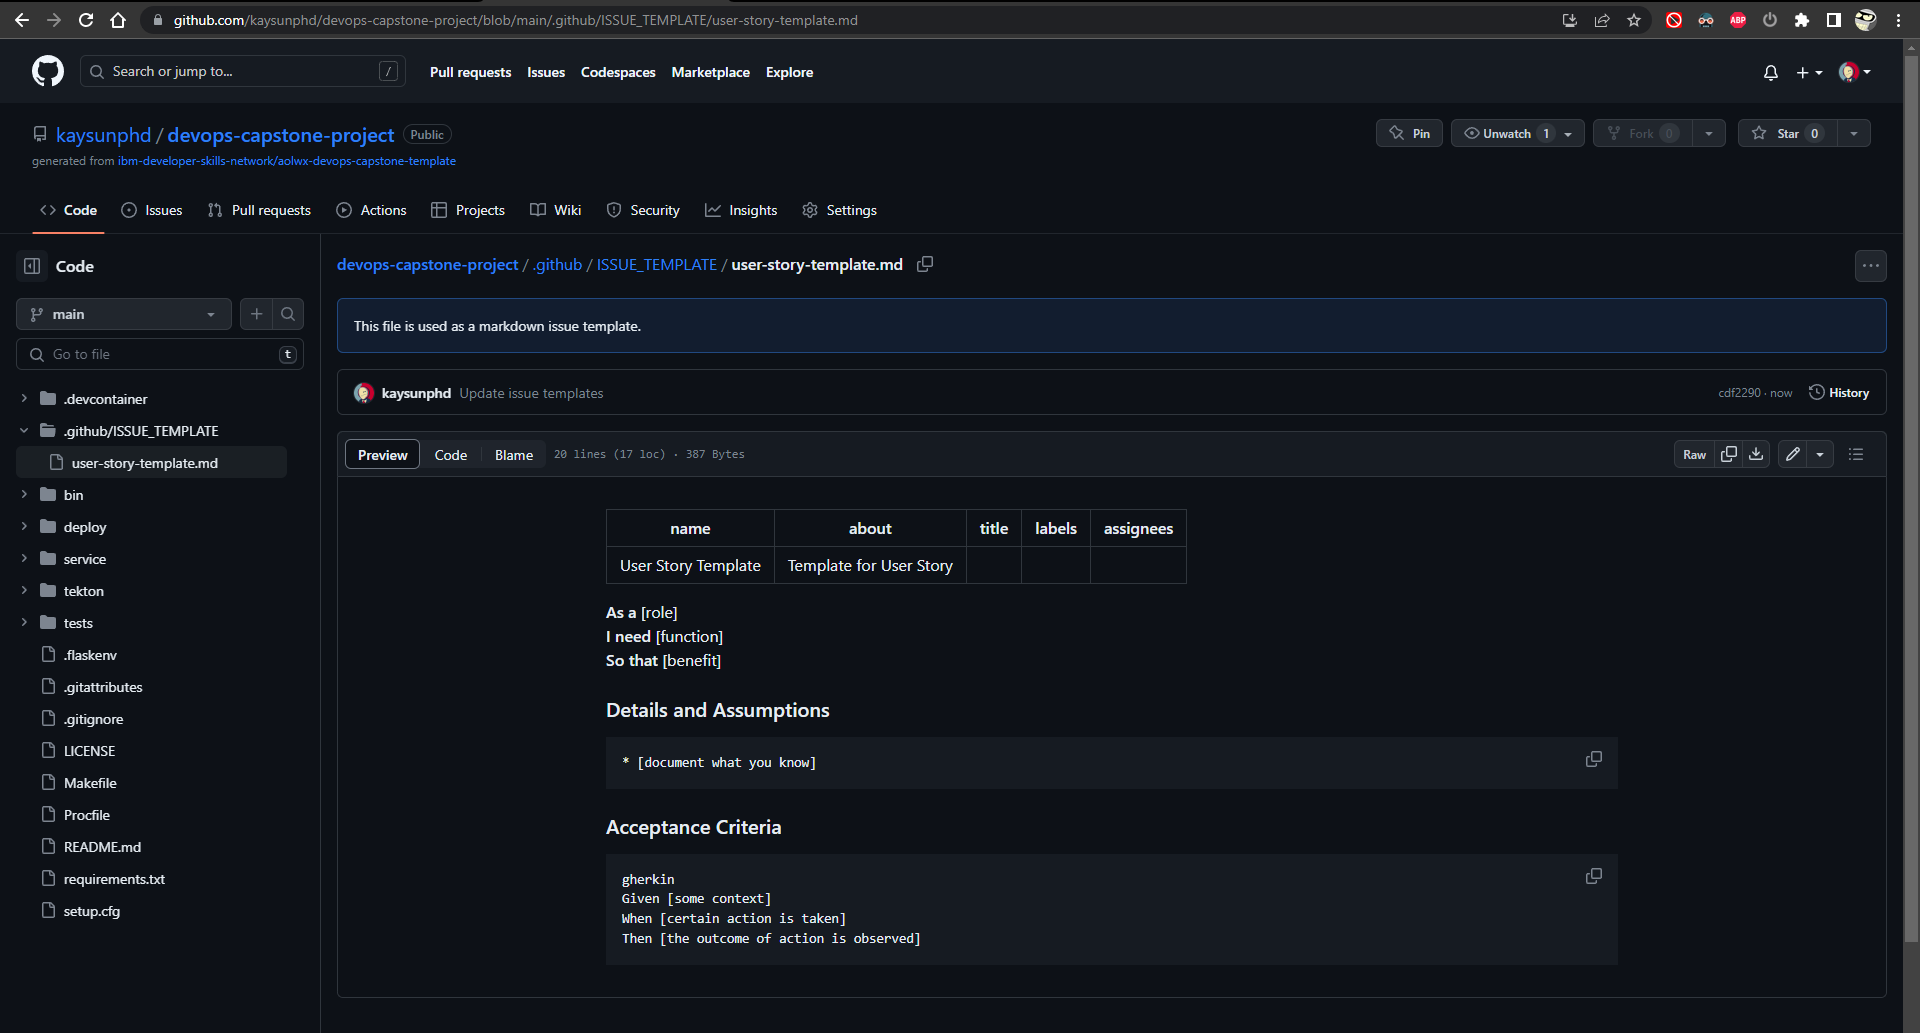 github.com/kaysunphd/devops-capstone-project/blob/main/.github/ISSUE_TEMPLATE/user-story-template.md
ABP
Search or jump to... /
Pull requests Issues Codespaces Marketplace Explore
kaysunphd / devops-capstone-project Public
generated from ibm-developer-skills-network/aolwx-devops-capstone-template
Pin Unwatch 1 Fork 0 Star 0
Code Issues Pull requests Actions Projects Wiki Security Insights Settings
Code
main
Go to file t
.devcontainer
.github/ISSUE_TEMPLATE
user-story-template.md
bin
deploy
service
tekton
tests
.flaskenv
.gitattributes
.gitignore
LICENSE
Makefile
Procfile
README.md
requirements.txt
setup.cfg
devops-capstone-project / .github / ISSUE_TEMPLATE / user-story-template.md
This file is used as a markdown issue template.
kaysunphd Update issue templates cdf2290 · now History
Preview Code Blame 20 lines (17 loc) · 387 Bytes Raw
name about title labels assignees
User Story Template Template for User Story
As a [role]
I need [function]
So that [benefit]
Details and Assumptions
* [document what you know]
Acceptance Criteria
gherkin
Given [some context]
When [certain action is taken]
Then [the outcome of action is observed]